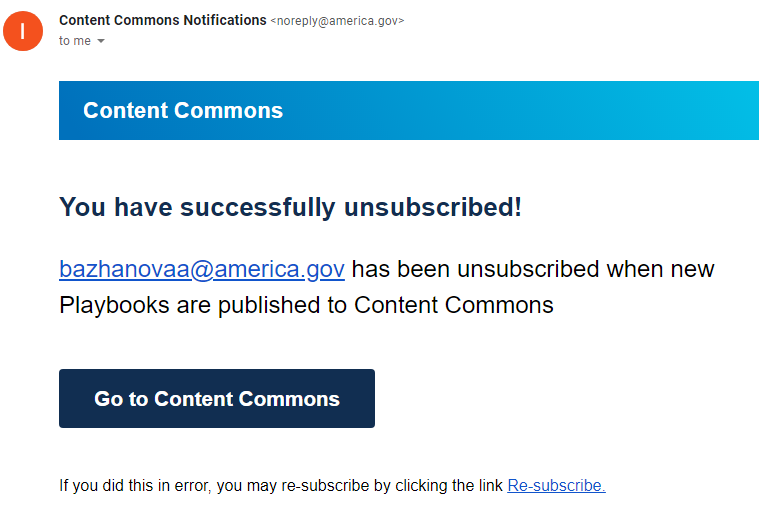 I
Content Commons Notifications <noreply@america.gov>
to me
Content Commons
You have successfully unsubscribed!
bazhanovaa@america.gov has been unsubscribed when new
Playbooks are published to Content Commons
Go to Content Commons
If you did this in error, you may re-subscribe by clicking the link Re-subscribe.